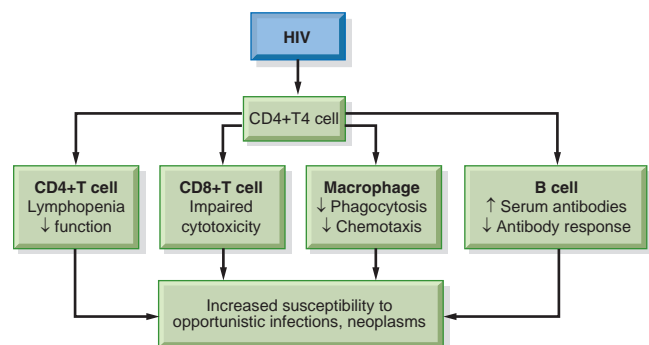 HIV
CD4+T4 cell
CD4+T cell
Lymphopenia
↓ function
CD8+T cell
Impaired
cytotoxicity
Macrophage
↓ Phagocytosis
↓ Chemotaxis
B cell
↑ Serum antibodies
↓ Antibody response
Increased susceptibility to
opportunistic infections, neoplasms